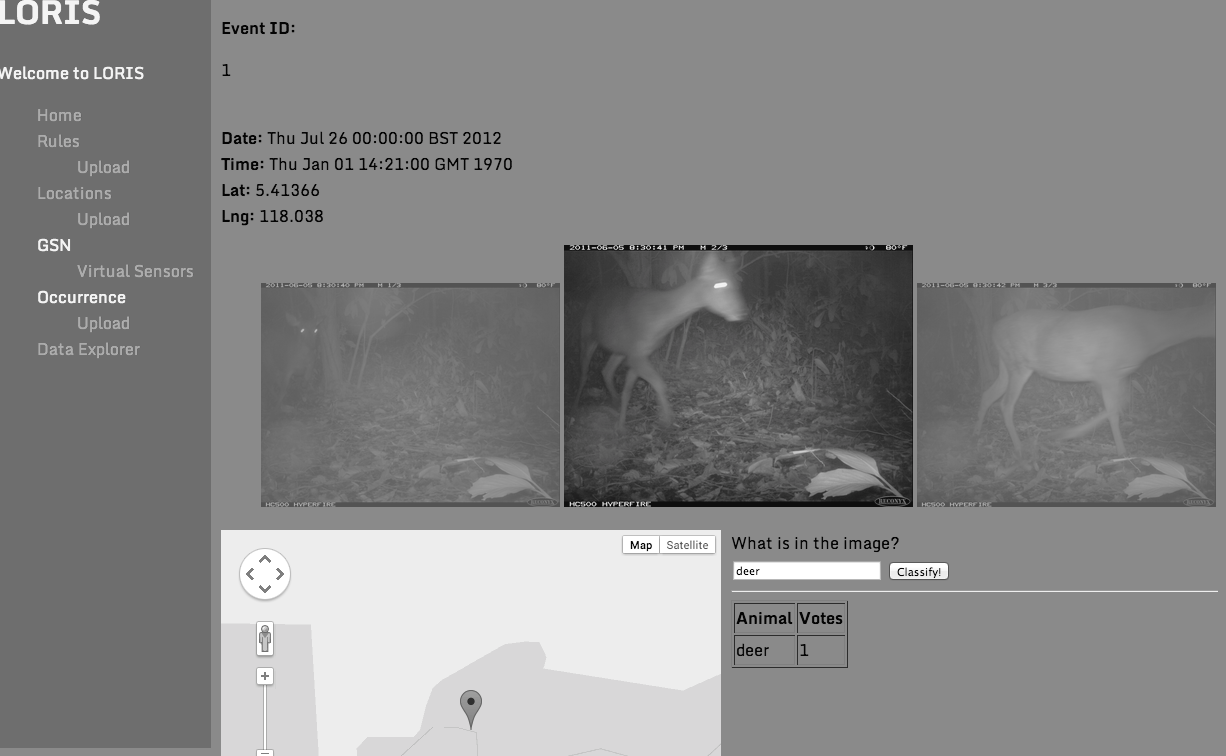 LORIS
Welcome to LORIS
Home
Rules
Upload
Locations
Upload
GSN
Virtual Sensors
Occurrence
Upload
Data Explorer
Event ID:
1
Date: Thu Jul 26 00:00:00 BST 2012
Time: Thu Jan 01 14:21:00 GMT 1970
Lat: 5.41366
Lng: 118.038
2011-06-05 8:30:40 PM M 1/3 80°F
HC500 HYPERFIRE
2011-06-05 8:30:41 PM M 2/3 80°F
HC500 HYPERFIRE RECONYX
2011-06-05 8:30:42 PM M 3/3 80°F
HC500 HYPERFIRE
Map Satellite
What is in the image?
deer Classify!
Animal Votes
deer 1